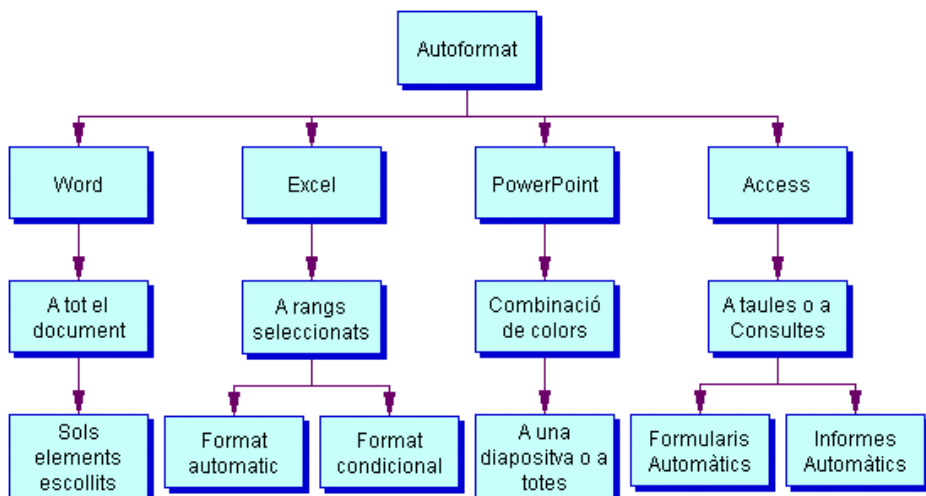 Autoformat
Word
Excel
PowerPoint
Access
A tot el
document
A rangs
seleccionats
Combinació
de colors
A taules o a
Consultes
Sols
elements
escollits
Format
automatic
Format
condicional
A una
diapositva o a
totes
Formularis
Automàtics
Informes
Automàtics